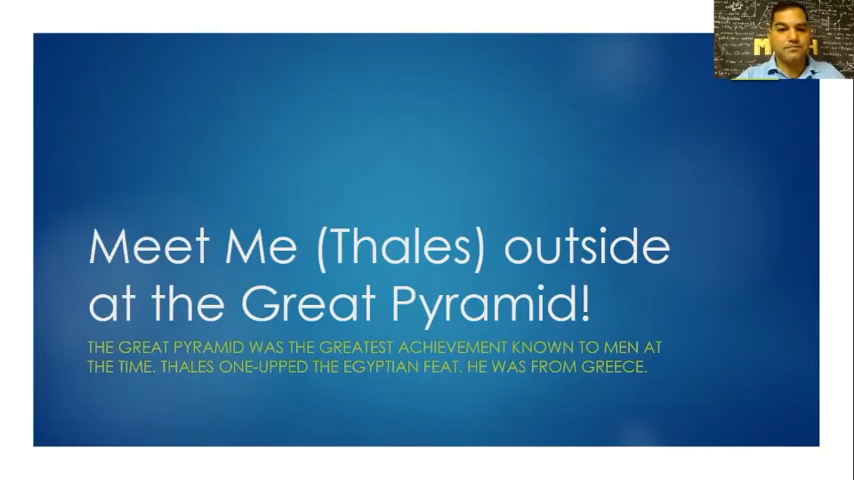 Meet Me (Thales) outside
at the Great Pyramid!
THE GREAT PYRAMID WAS THE GREATEST ACHIEVEMENT KNOWN TO MEN AT
THE TIME. THALES ONE-UPPED THE EGYPTIAN FEAT. HE WAS FROM GREECE.